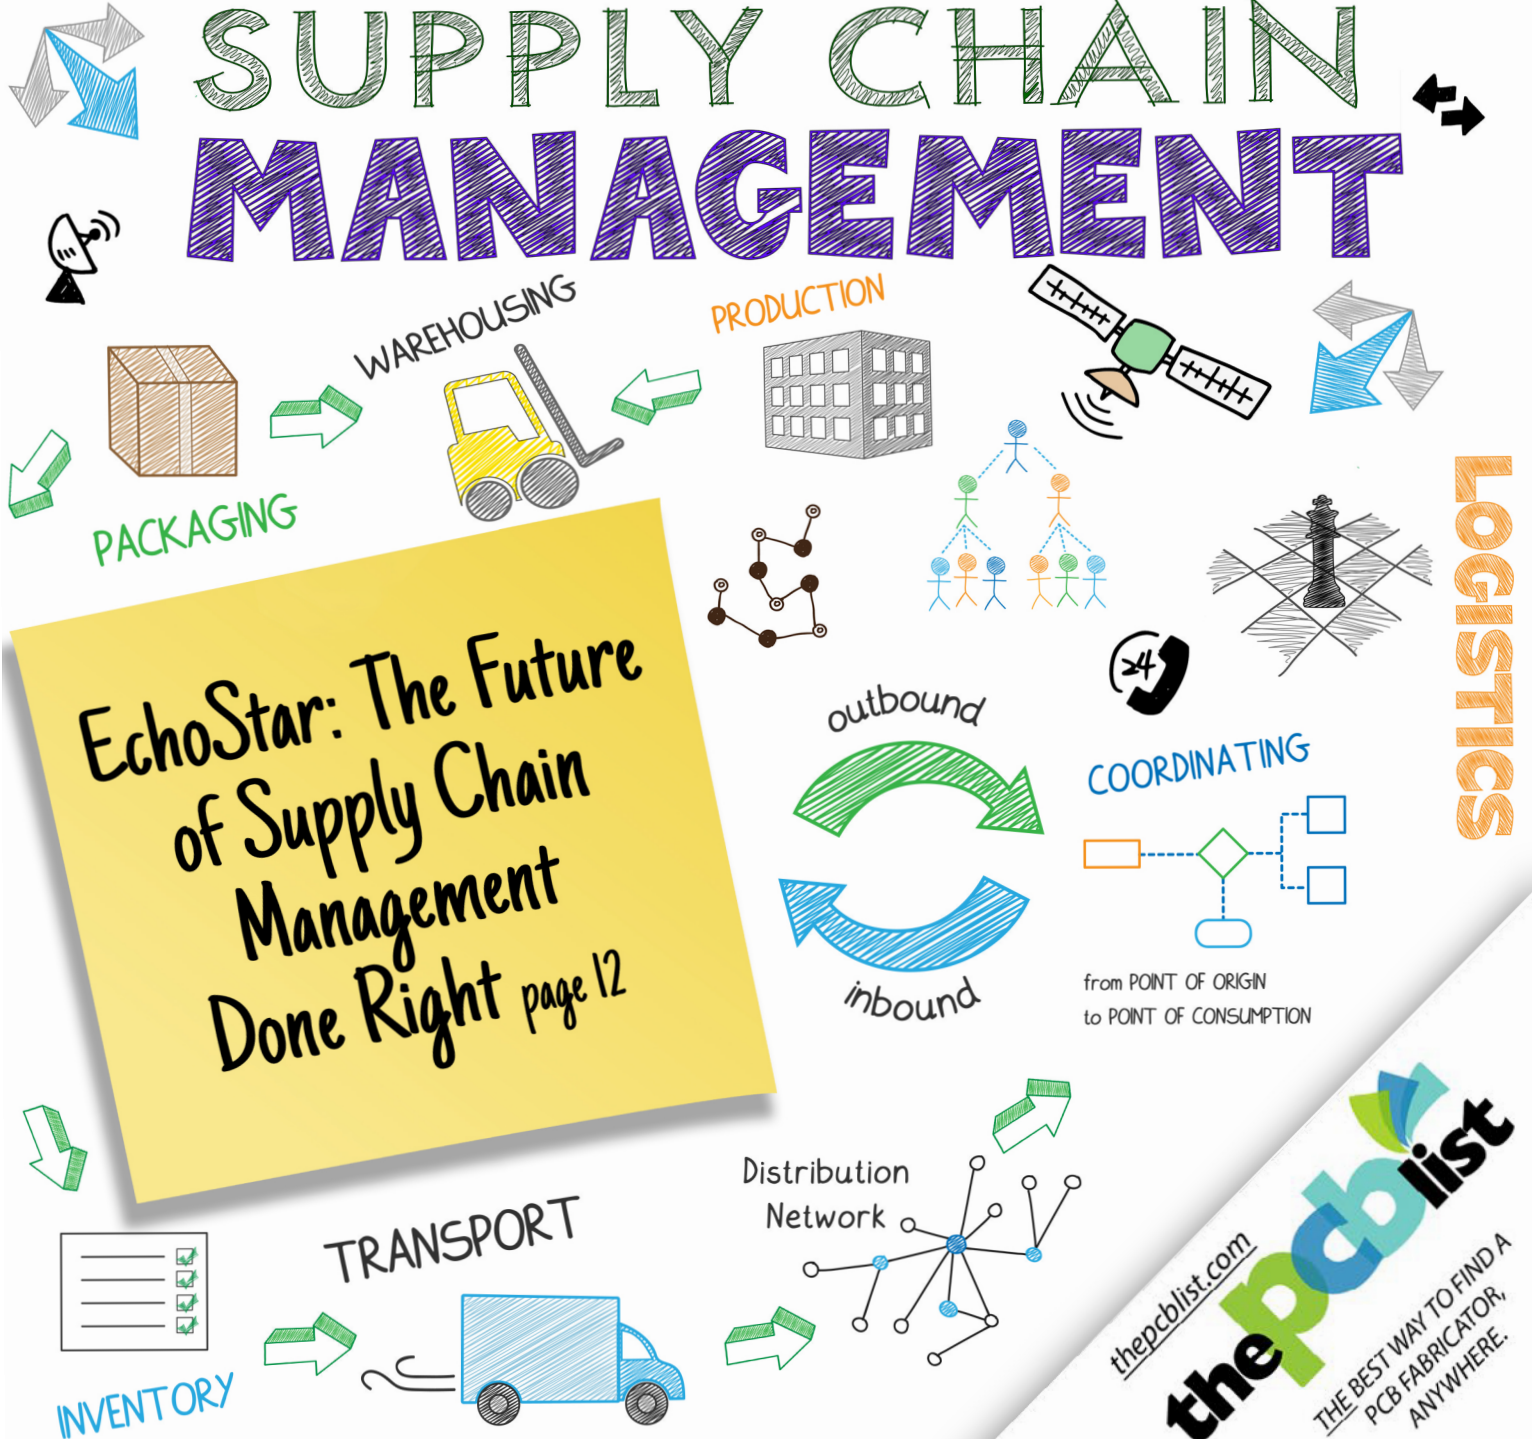 SUPPLY CHAIN
MANAGEMENT
WAREHOUSING
PRODUCTION
PACKAGING
LOGISTICS
EchoStar: The Future
of Supply Chain
Management
Done Right page 12
24
outbound
inbound
COORDINATING
from POINT OF ORIGIN
to POINT OF CONSUMPTION
Distribution
Network
TRANSPORT
INVENTORY
thepcblist.com
thepcblist
THE BEST WAY TO FIND A
PCB FABRICATOR,
ANYWHERE.